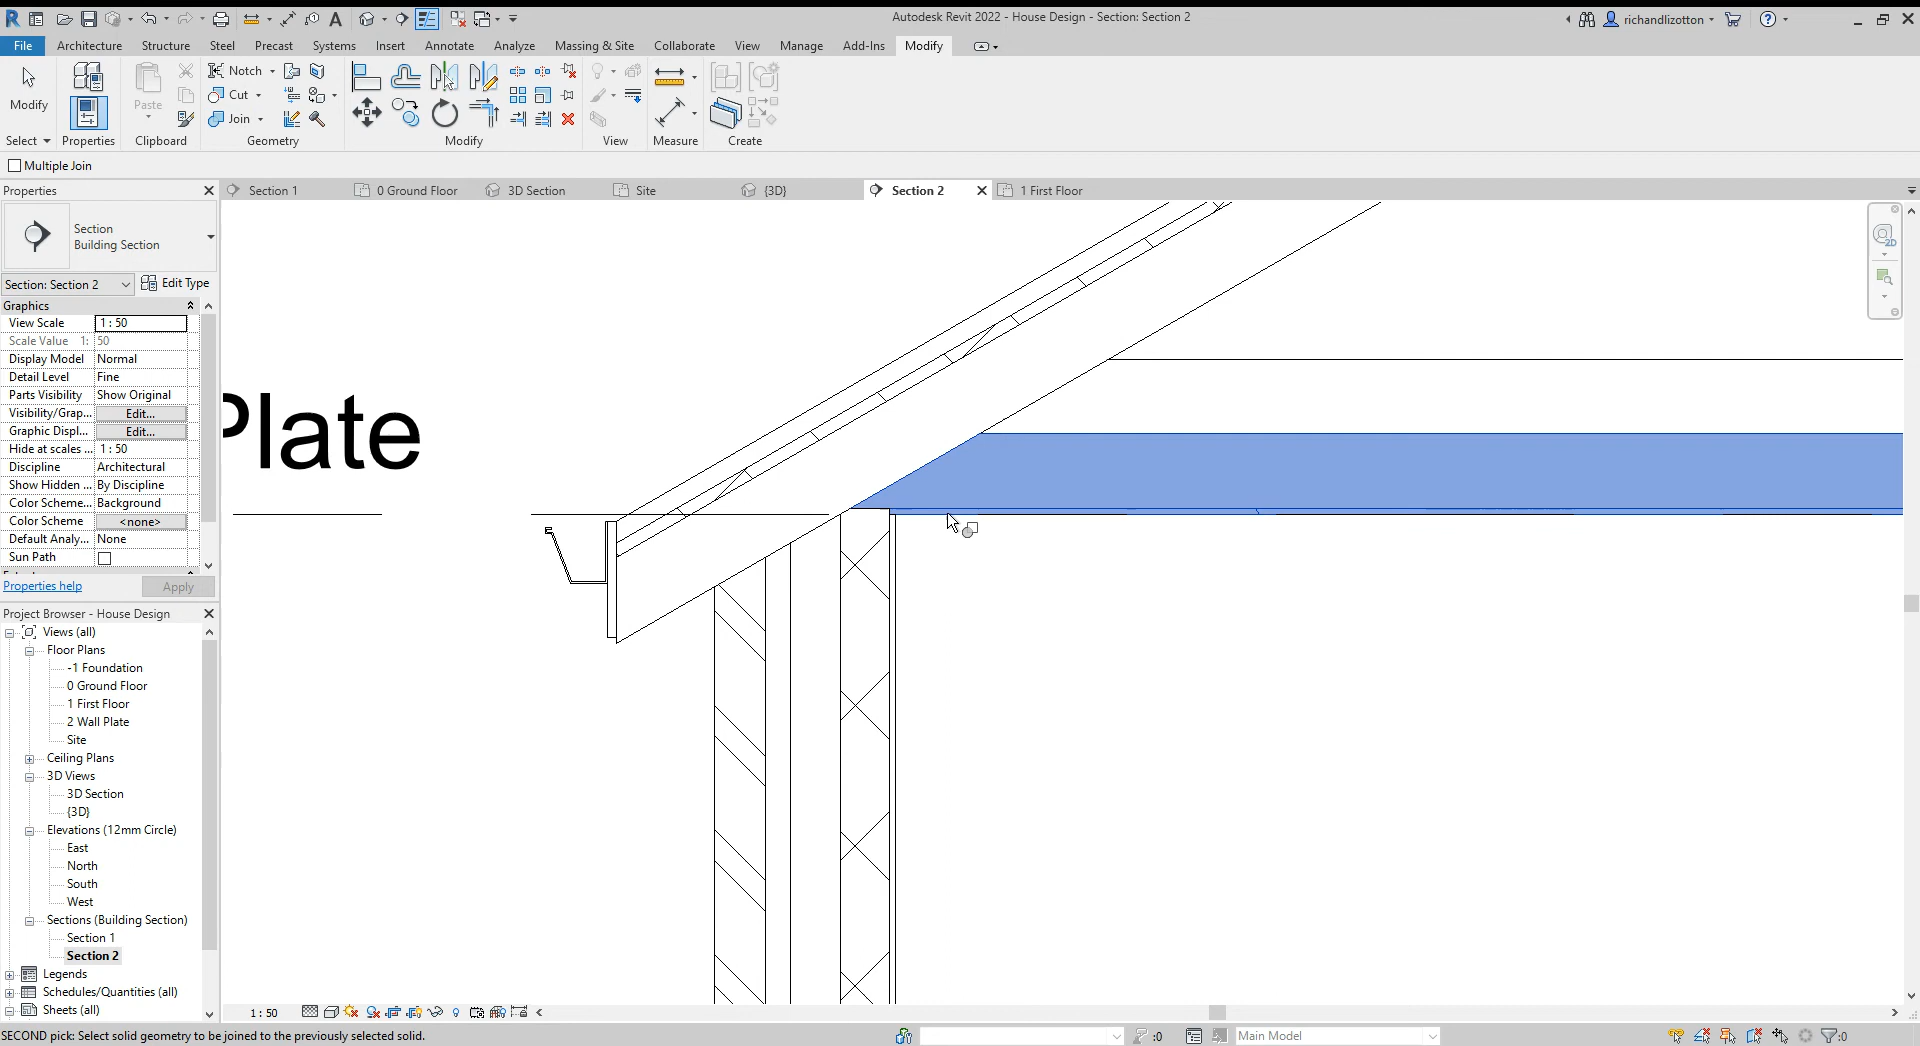 Autodesk Revit 2022 - House Design - Section: Section 2
richandlizotton
File Architecture Structure Steel Precast Systems Insert Annotate Analyze Massing & Site Collaborate View Manage Add-Ins Modify
Modify
Paste
Notch
Cut
Join
Select Properties Clipboard Geometry Modify View Measure Create
Multiple Join
Properties
Section 1 0 Ground Floor 3D Section Site {3D} Section 2 1 First Floor
Section
Building Section
Section: Section 2 Edit Type
Graphics
View Scale 1 : 50
Scale Value 1: 50
Display Model Normal
Detail Level Fine
Parts Visibility Show Original
Visibility/Grap... Edit...
Graphic Displ... Edit...
Hide at scales ... 1 : 50
Discipline Architectural
Show Hidden ... By Discipline
Color Scheme... Background
Color Scheme <none>
Default Analy... None
Sun Path
Properties help Apply
Plate
Project Browser - House Design
Views (all)
Floor Plans
-1 Foundation
0 Ground Floor
1 First Floor
2 Wall Plate
Site
Ceiling Plans
3D Views
3D Section
{3D}
Elevations (12mm Circle)
East
North
South
West
Sections (Building Section)
Section 1
Section 2
Legends
Schedules/Quantities (all)
Sheets (all)
1 : 50
SECOND pick: Select solid geometry to be joined to the previously selected solid.
:0
Main Model
:0